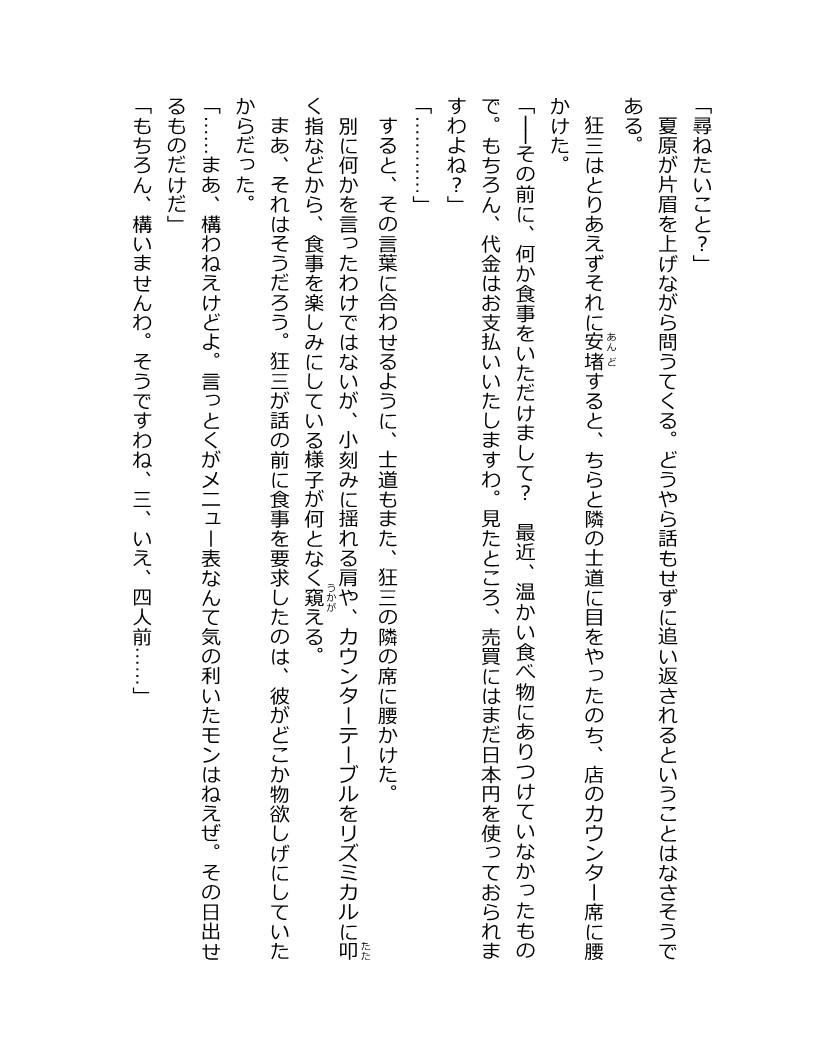 「尋ねたいこと？」
　夏原が片眉を上げながら問うてくる。どうやら話もせずに追い返されるということはなさそうで
ある。
　狂三はとりあえずそれに安堵すると、ちらと隣の士道に目をやったのち、店のカウンター席に腰
かけた。
「──その前に、何か食事をいただけまして？　最近、温かい食べ物にありつけていなかったもの
で。もちろん、代金はお支払いいたしますわ。見たところ、売買にはまだ日本円を使っておられま
すわよね？」
「…………」
　すると、その言葉に合わせるように、士道もまた、狂三の隣の席に腰かけた。
　別に何かを言ったわけではないが、小刻みに揺れる肩や、カウンターテーブルをリズミカルに叩
く指などから、食事を楽しみにしている様子が何となく窺える。
　まあ、それはそうだろう。狂三が話の前に食事を要求したのは、彼がどこか物欲しげにしていた
からだった。
「……まあ、構わねえけどよ。言っとくがメニュー表なんて気の利いたモンはねえぜ。その日出せ
るものだけだ」
「もちろん、構いませんわ。そうですわね、三、いえ、四人前……」